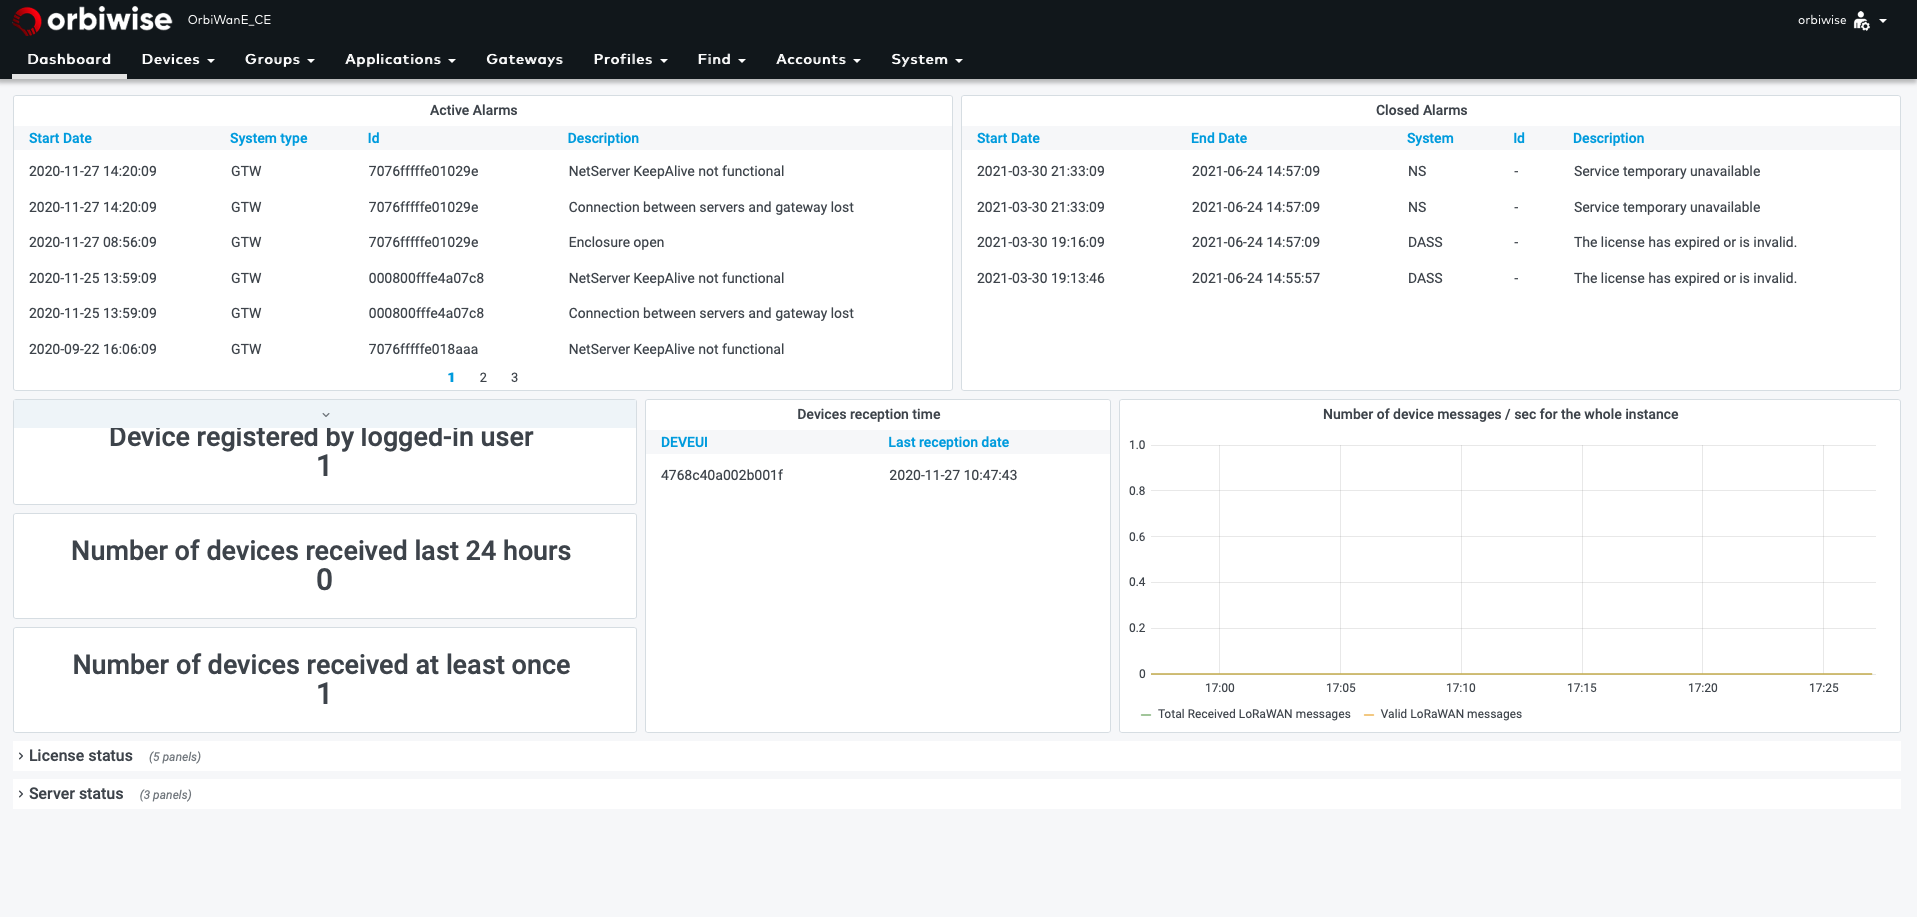 orbiwise OrbiWanE_CE orbiwise
Dashboard Devices Groups Applications Gateways Profiles Find Accounts System
Active Alarms
Start Date System type Id Description
2020-11-27 14:20:09 GTW 7076fffffe01029e NetServer KeepAlive not functional
2020-11-27 14:20:09 GTW 7076fffffe01029e Connection between servers and gateway lost
2020-11-27 08:56:09 GTW 7076fffffe01029e Enclosure open
2020-11-25 13:59:09 GTW 000800fffe4a07c8 NetServer KeepAlive not functional
2020-11-25 13:59:09 GTW 000800fffe4a07c8 Connection between servers and gateway lost
2020-09-22 16:06:09 GTW 7076fffffe018aaa NetServer KeepAlive not functional
1 2 3
Closed Alarms
Start Date End Date System Id Description
2021-03-30 21:33:09 2021-06-24 14:57:09 NS - Service temporary unavailable
2021-03-30 21:33:09 2021-06-24 14:57:09 NS - Service temporary unavailable
2021-03-30 19:16:09 2021-06-24 14:57:09 DASS - The license has expired or is invalid.
2021-03-30 19:13:46 2021-06-24 14:55:57 DASS - The license has expired or is invalid.
Device registered by logged-in user
1
Number of devices received last 24 hours
0
Number of devices received at least once
1
Devices reception time
DEVEUI Last reception date
4768c40a002b001f 2020-11-27 10:47:43
Number of device messages / sec for the whole instance
1.0
0.8
0.6
0.4
0.2
0
17:00 17:05 17:10 17:15 17:20 17:25
Total Received LoRaWAN messages Valid LoRaWAN messages
License status (5 panels)
Server status (3 panels)